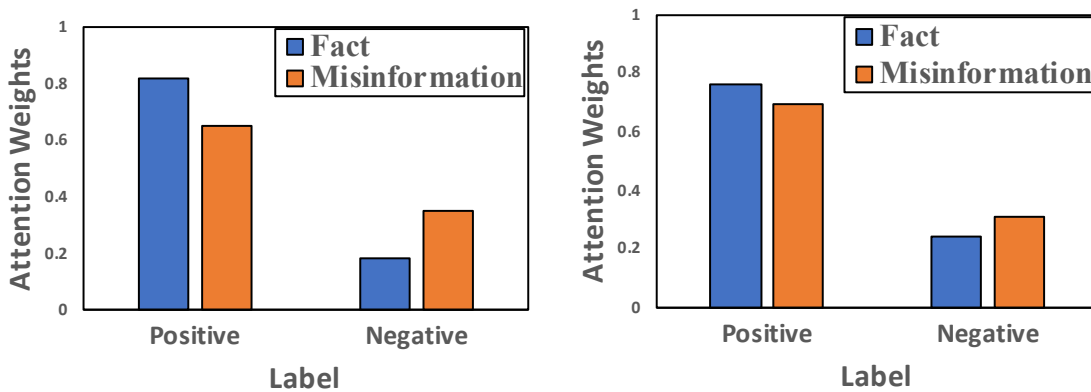 Attention Weights
1
0.8
0.6
0.4
0.2
0
Fact
Misinformation
Positive
Negative
Label
Attention Weights
1
0.8
0.6
0.4
0.2
0
Fact
Misinformation
Positive
Negative
Label